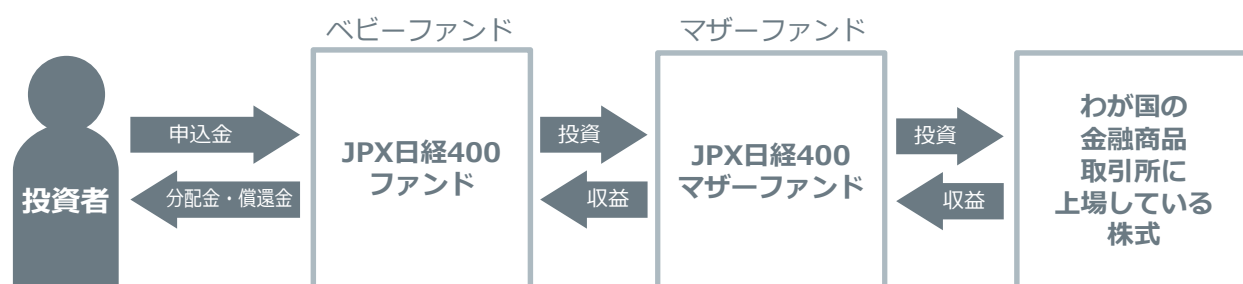 ベビーファンド
マザーファンド
投資者
申込金
分配金・償還金
JPX日経400
ファンド
投資
収益
JPX日経400
マザーファンド
投資
収益
わが国の
金融商品
取引所に
上場している
株式